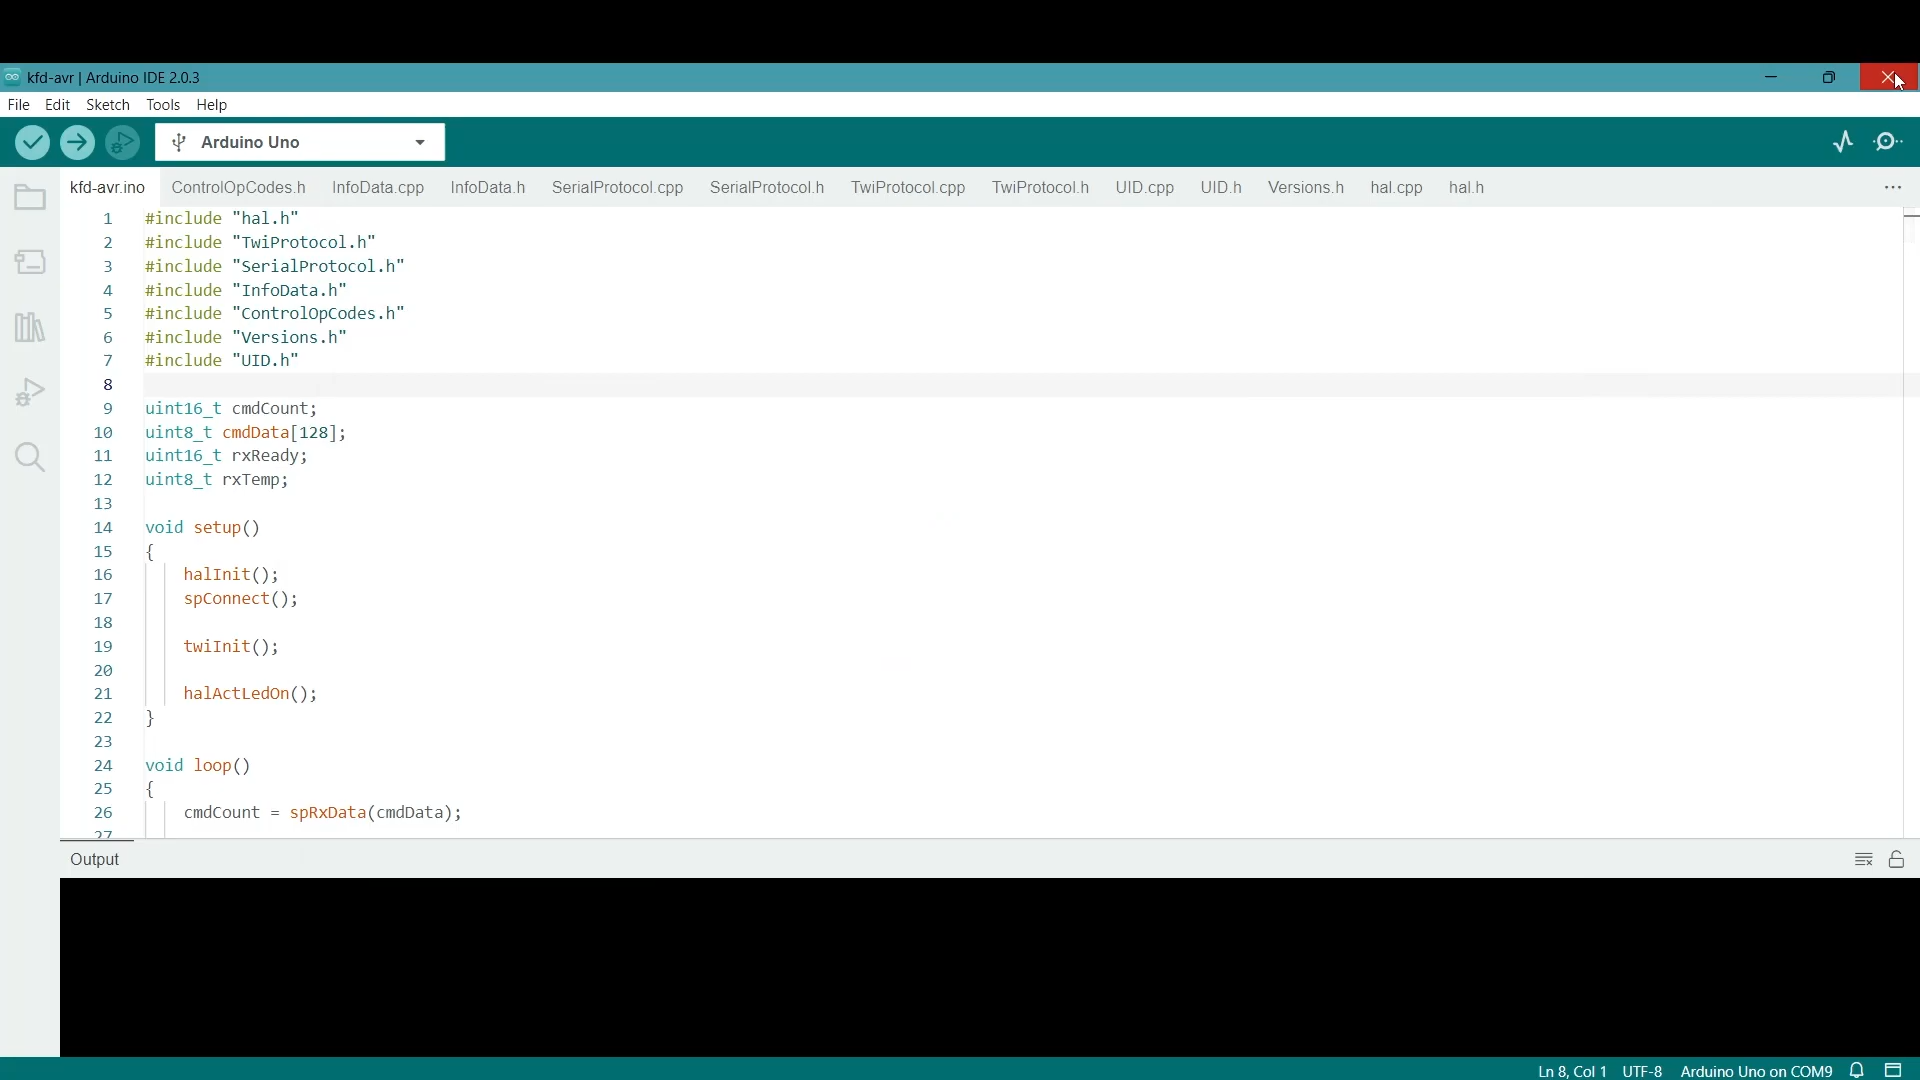 kfd-avr | Arduino IDE 2.0.3
File Edit Sketch Tools Help
Arduino Uno
kfd-avr.ino ControlOpCodes.h InfoData.cpp InfoData.h SerialProtocol.cpp SerialProtocol.h TwiProtocol.cpp TwiProtocol.h UID.cpp UID.h Versions.h hal.cpp hal.h ...
1 #include "hal.h"
2 #include "TwiProtocol.h"
3 #include "SerialProtocol.h"
4 #include "InfoData.h"
5 #include "ControlOpCodes.h"
6 #include "Versions.h"
7 #include "UID.h"
8
9 uint16_t cmdCount;
10 uint8_t cmdData[128];
11 uint16_t rxReady;
12 uint8_t rxTemp;
13
14 void setup()
15 {
16 halInit();
17 spConnect();
18
19 twiInit();
20
21 halActLedOn();
22 }
23
24 void loop()
25 {
26 cmdCount = spRxData(cmdData);
27
Output
Ln 8, Col 1 UTF-8 Arduino Uno on COM9